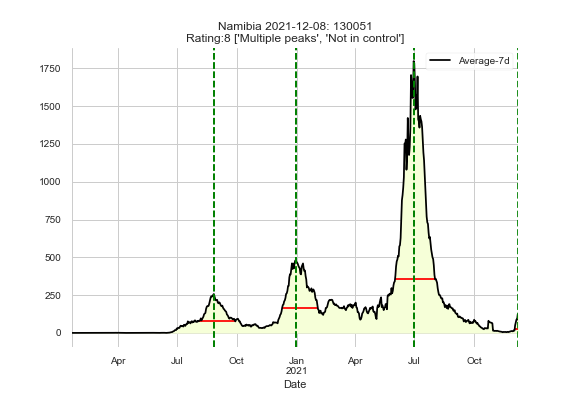 Namibia 2021-12-08: 130051
Rating:8 ['Multiple peaks', 'Not in control']
Average-7d
1750
1500
1250
1000
750
500
250
0
Apr
Jul
Oct
Jan
2021
Apr
Jul
Oct
Date